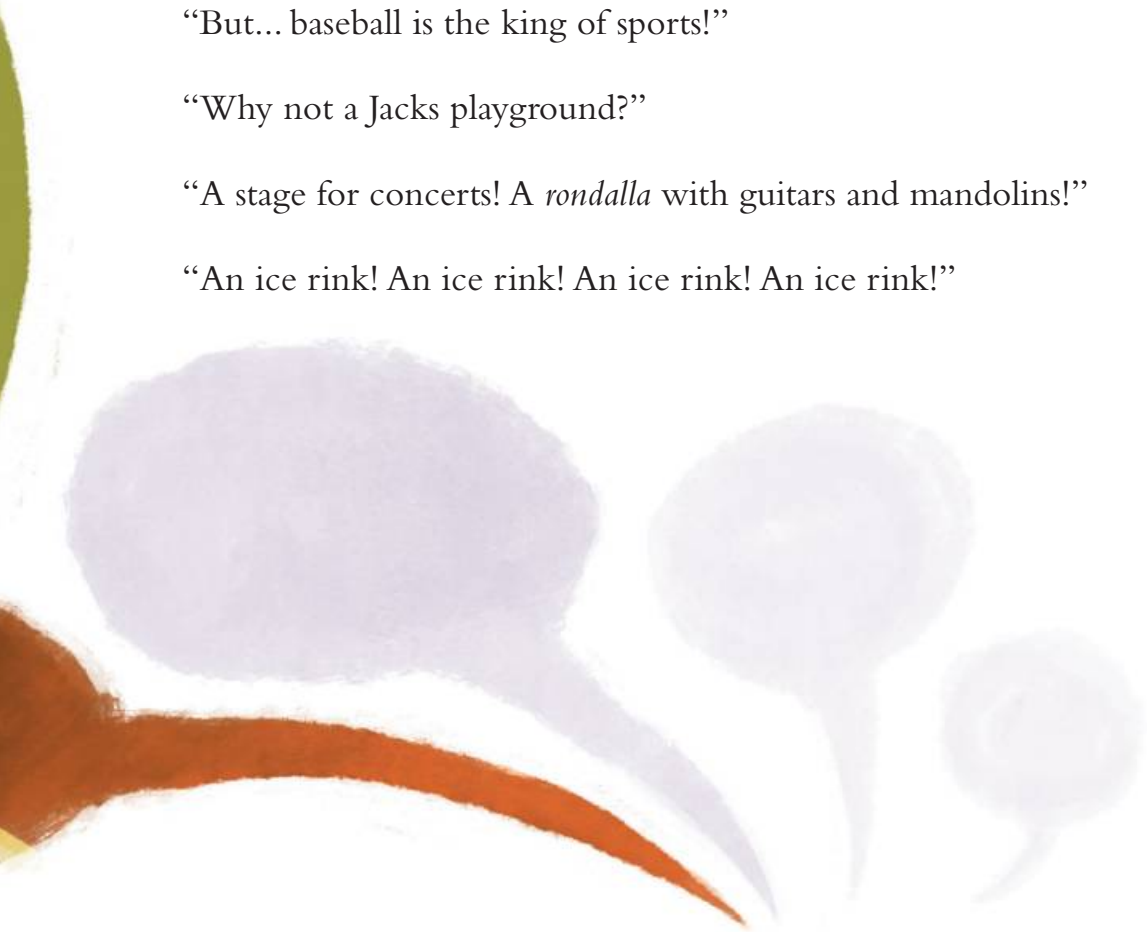 “But... baseball is the king of sports!”
“Why not a Jacks playground?”
“A stage for concerts! A rondalla with guitars and mandolins!”
“An ice rink! An ice rink! An ice rink! An ice rink!”